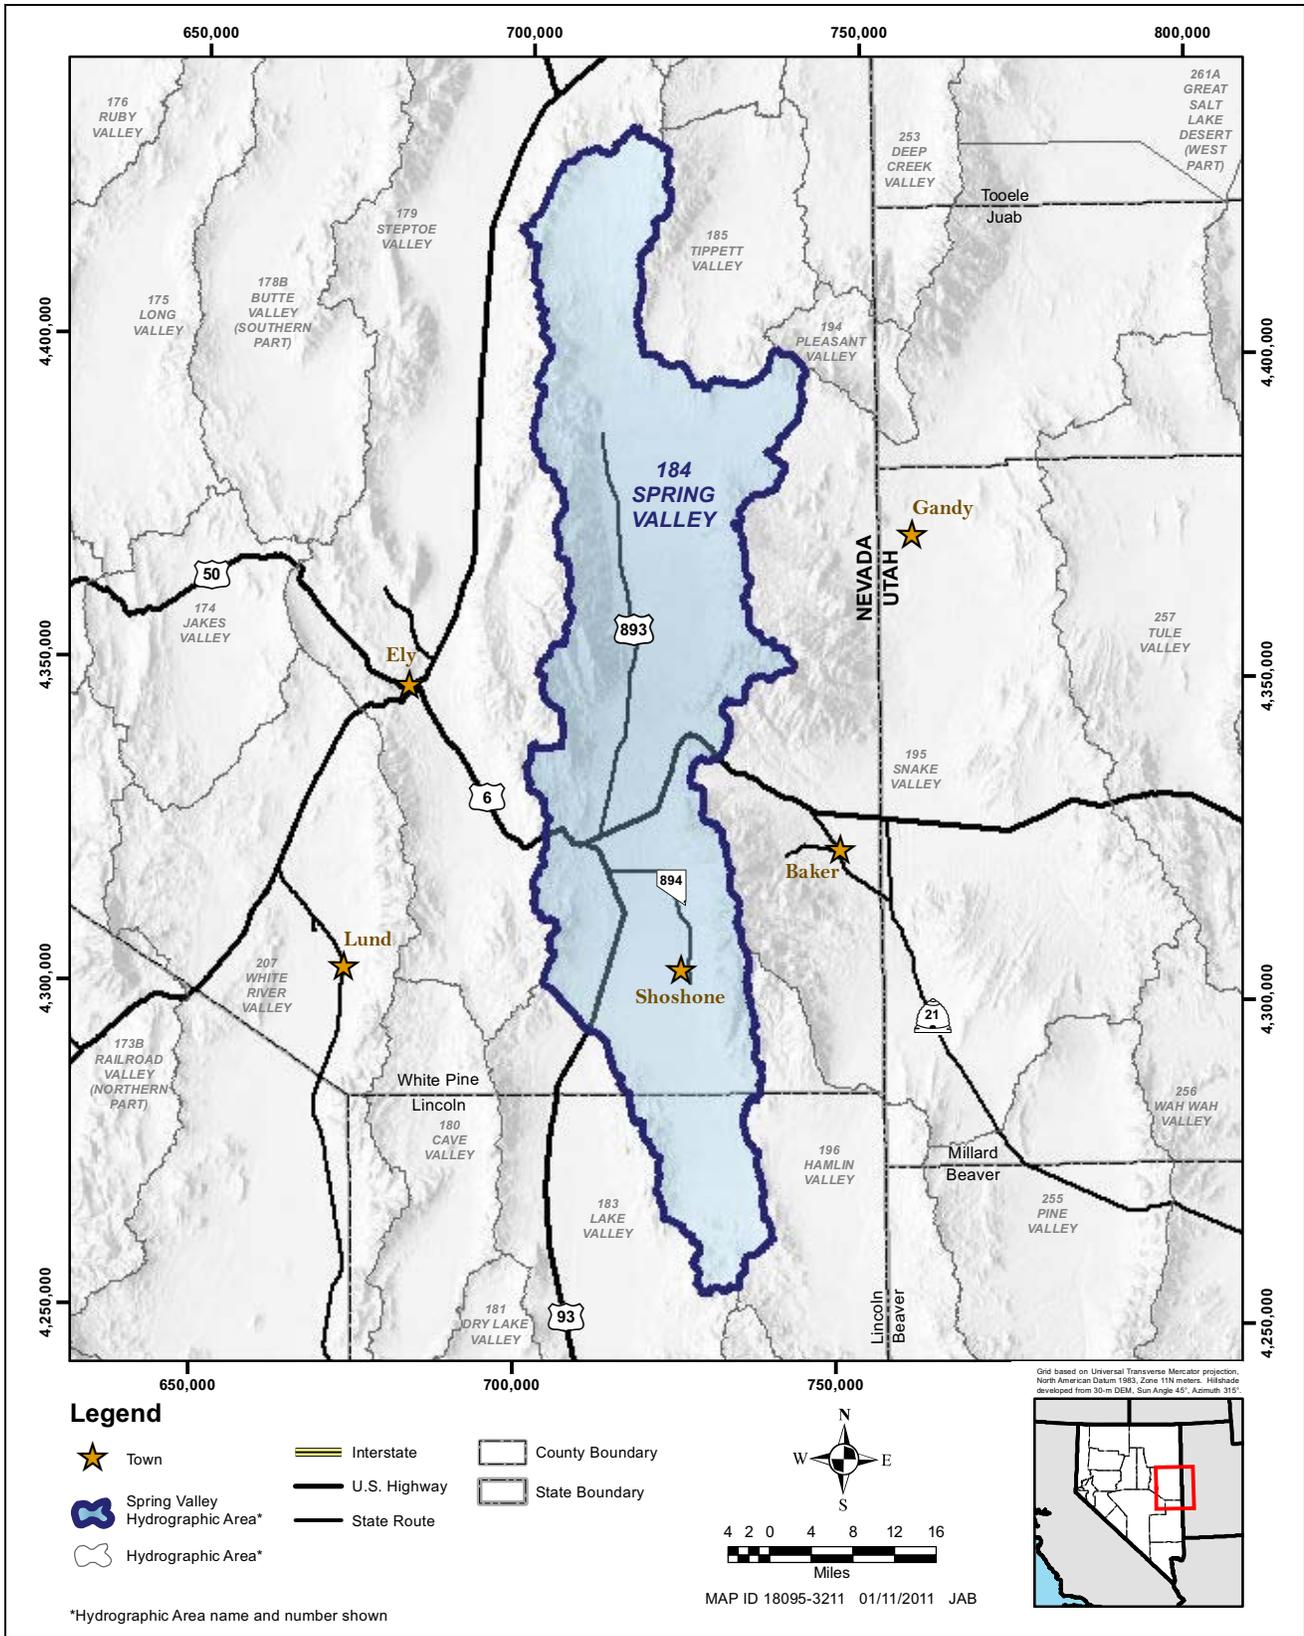 650,000
700,000
750,000
800,000
176
RUBY
VALLEY
261A
GREAT
SALT
LAKE
DESERT
(WEST
PART)
253
DEEP
CREEK
VALLEY
Tooele
Juab
179
STEPTOE
VALLEY
185
TIPPETT
VALLEY
178B
BUTTE
VALLEY
(SOUTHERN
PART)
175
LONG
VALLEY
194
PLEASANT
VALLEY
4,400,000
4,400,000
184
SPRING
VALLEY
Gandy
NEVADA
UTAH
50
174
JAKES
VALLEY
893
257
TULE
VALLEY
Ely
4,350,000
4,350,000
195
SNAKE
VALLEY
6
Baker
894
Lund
207
WHITE
RIVER
VALLEY
Shoshone
4,300,000
4,300,000
21
173B
RAILROAD
VALLEY
(NORTHERN
PART)
White Pine
Lincoln
180
CAVE
VALLEY
256
WAH WAH
VALLEY
196
HAMLIN
VALLEY
Millard
Beaver
183
LAKE
VALLEY
255
PINE
VALLEY
181
DRY LAKE
VALLEY
93
Lincoln
Beaver
4,250,000
4,250,000
650,000
700,000
750,000
Grid based on Universal Transverse Mercator projection,
North American Datum 1983, Zone 11N meters. Hillshade
developed from 30-m DEM, Sun Angle 45°, Azimuth 315°.
Legend
Town
Spring Valley
Hydrographic Area*
Hydrographic Area*
Interstate
U.S. Highway
State Route
County Boundary
State Boundary
N
W
E
S
4 2 0 4 8 12 16
Miles
MAP ID 18095-3211 01/11/2011 JAB
*Hydrographic Area name and number shown